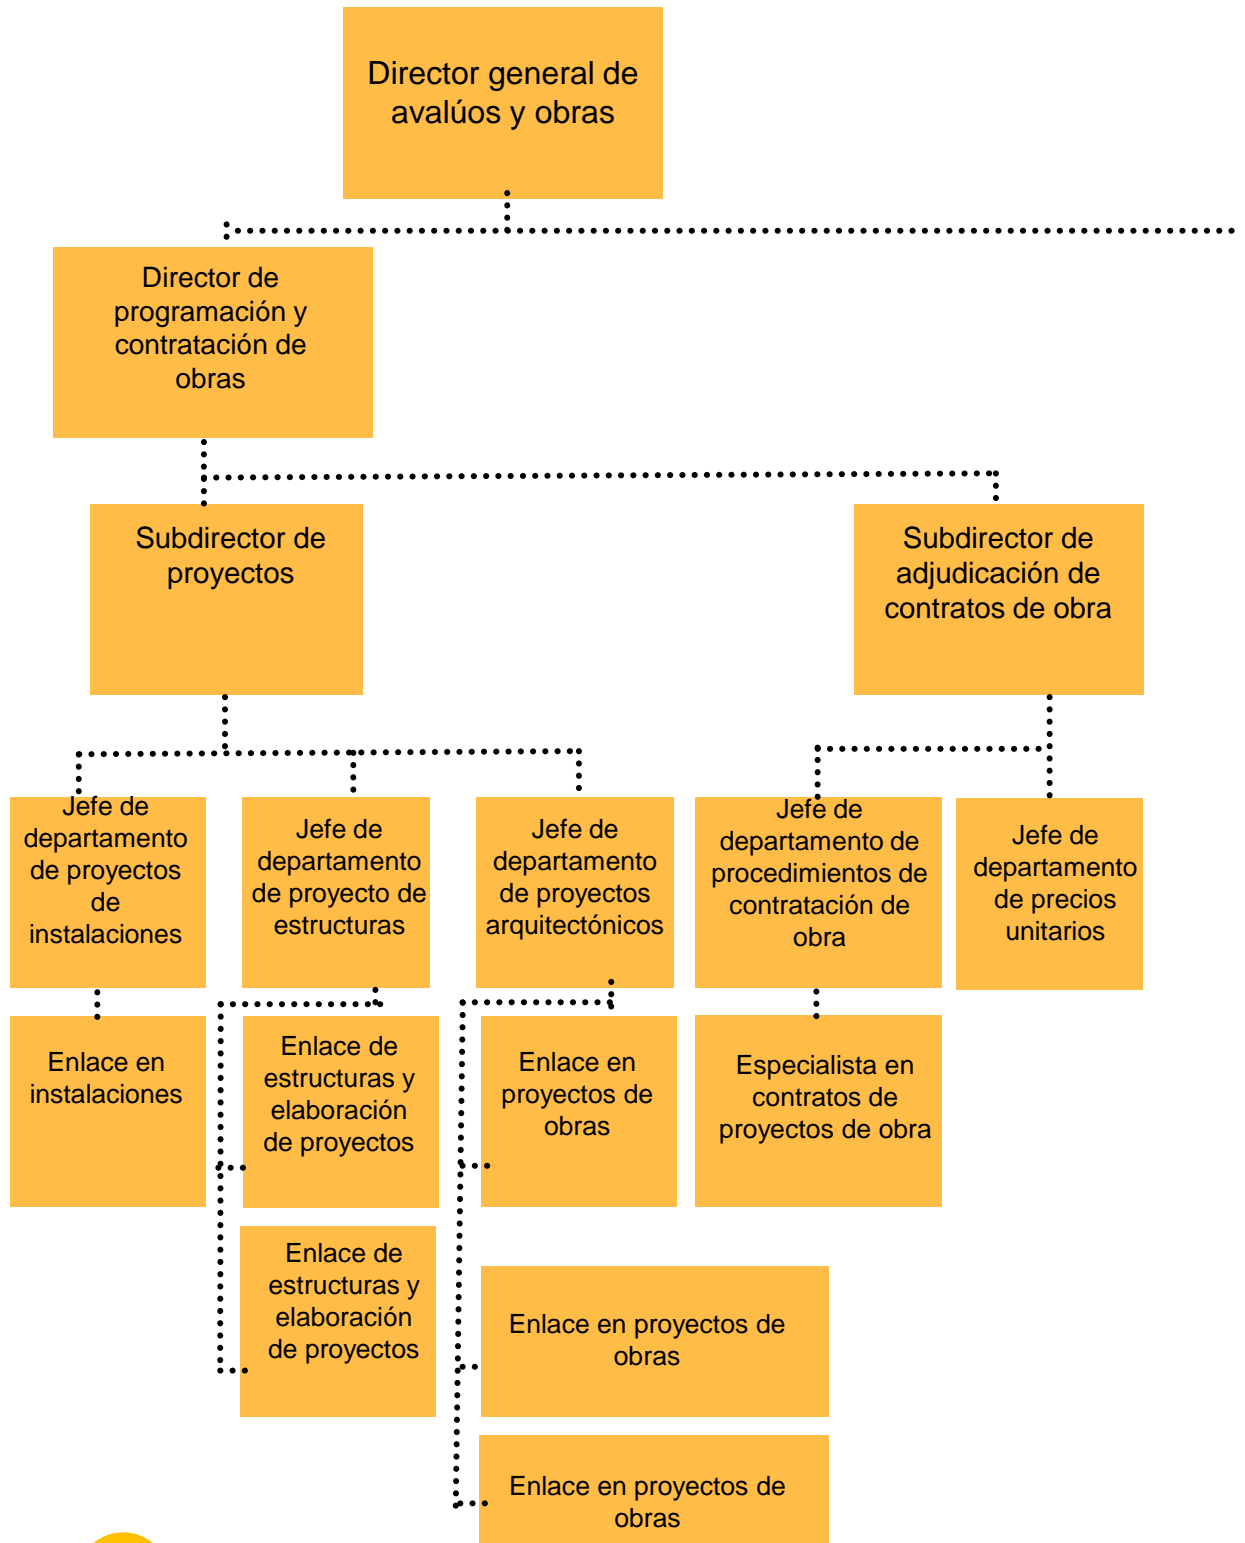 Director general de
avalúos y obras
Director de
programación y
contratación de
obras
Subdirector de
proyectos
Subdirector de
adjudicación de
contratos de obra
Jefe de
departamento
de proyectos
de
instalaciones
Jefe de
departamento
de proyecto de
estructuras
Jefe de
departamento
de proyectos
arquitectónicos
Jefe de
departamento de
procedimientos de
contratación de
obra
Jefe de
departamento
de precios
unitarios
Enlace en
instalaciones
Enlace de
estructuras y
elaboración
de proyectos
Enlace en
proyectos de
obras
Especialista en
contratos de
proyectos de obra
Enlace de
estructuras y
elaboración
de proyectos
Enlace en proyectos de
obras
Enlace en proyectos de
obras